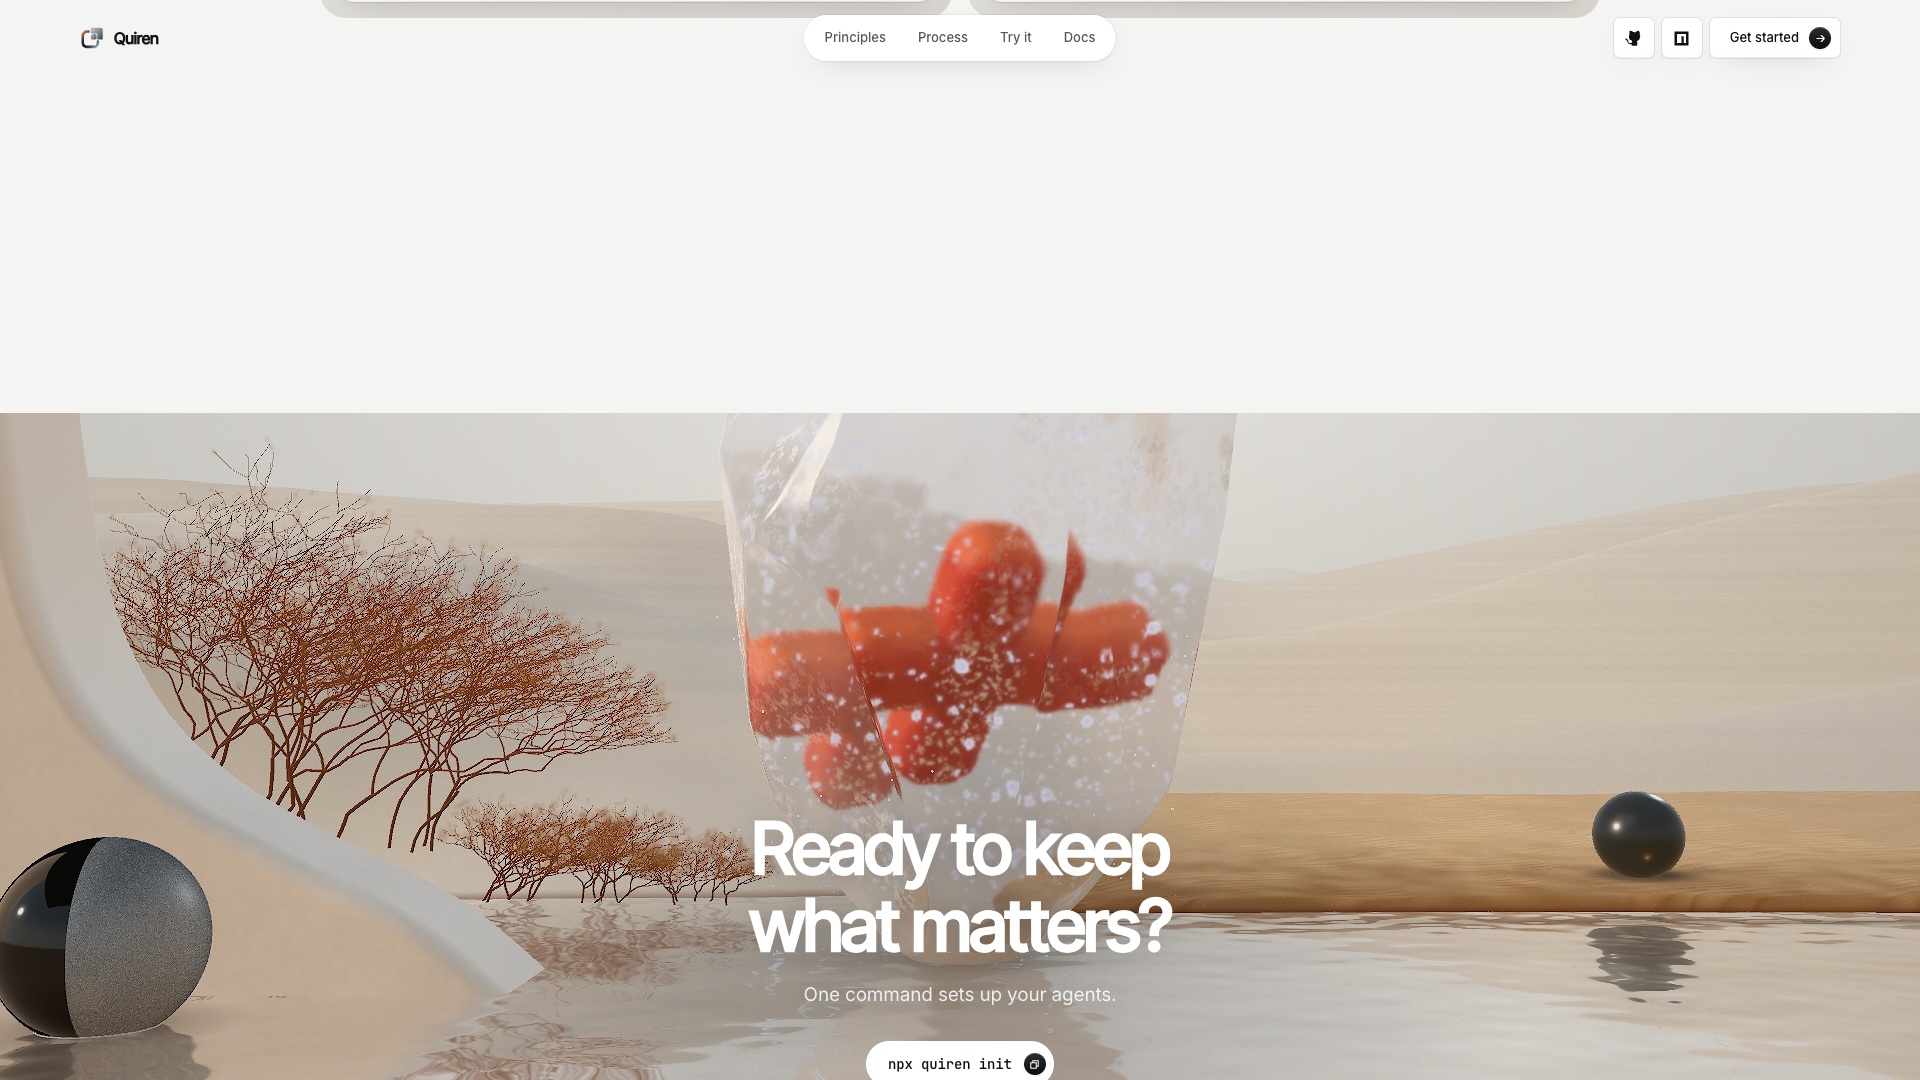 Quiren
Principles
Process
Try it
Docs
Get started
Ready to keep
what matters?
One command sets up your agents.
npx quiren init